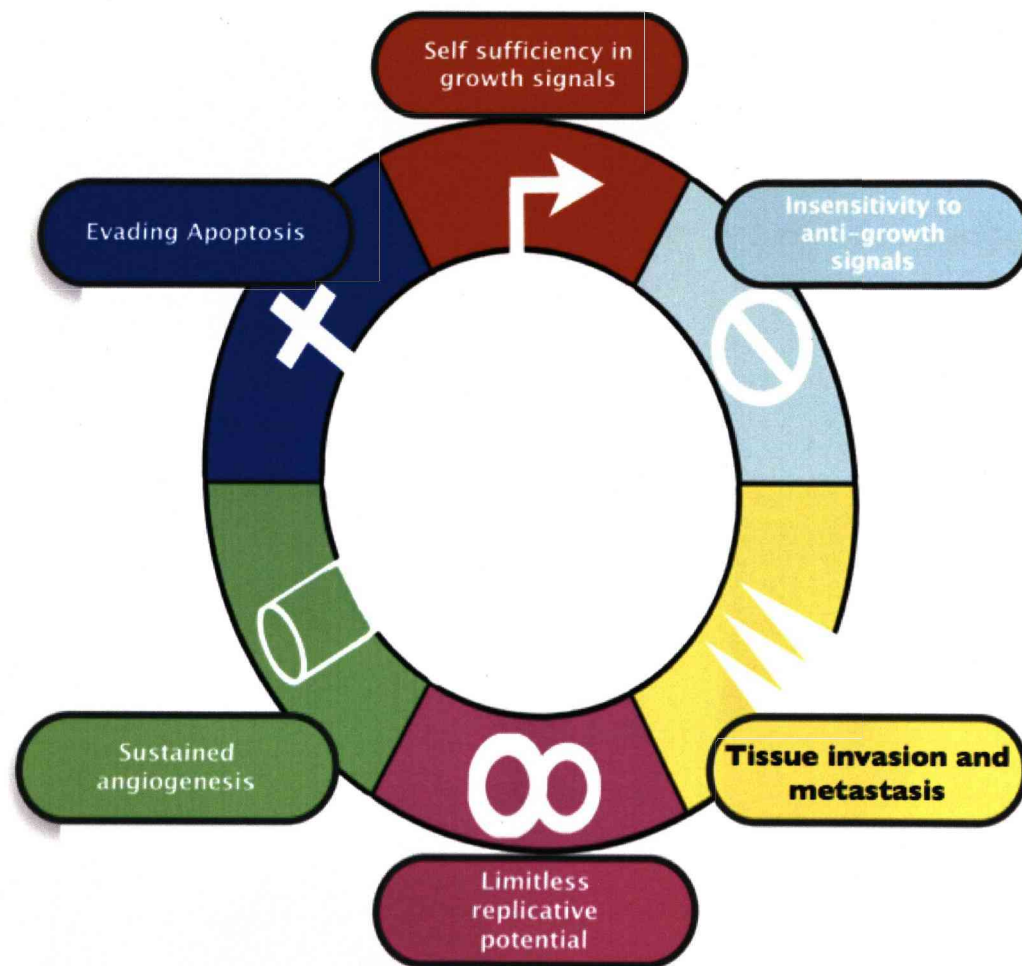 Self sufficiency in
growth signals
Evading Apoptosis
Insensitivity to
anti-growth
signals
Sustained
angiogenesis
Tissue invasion and
metastasis
Limitless
replicative
potential